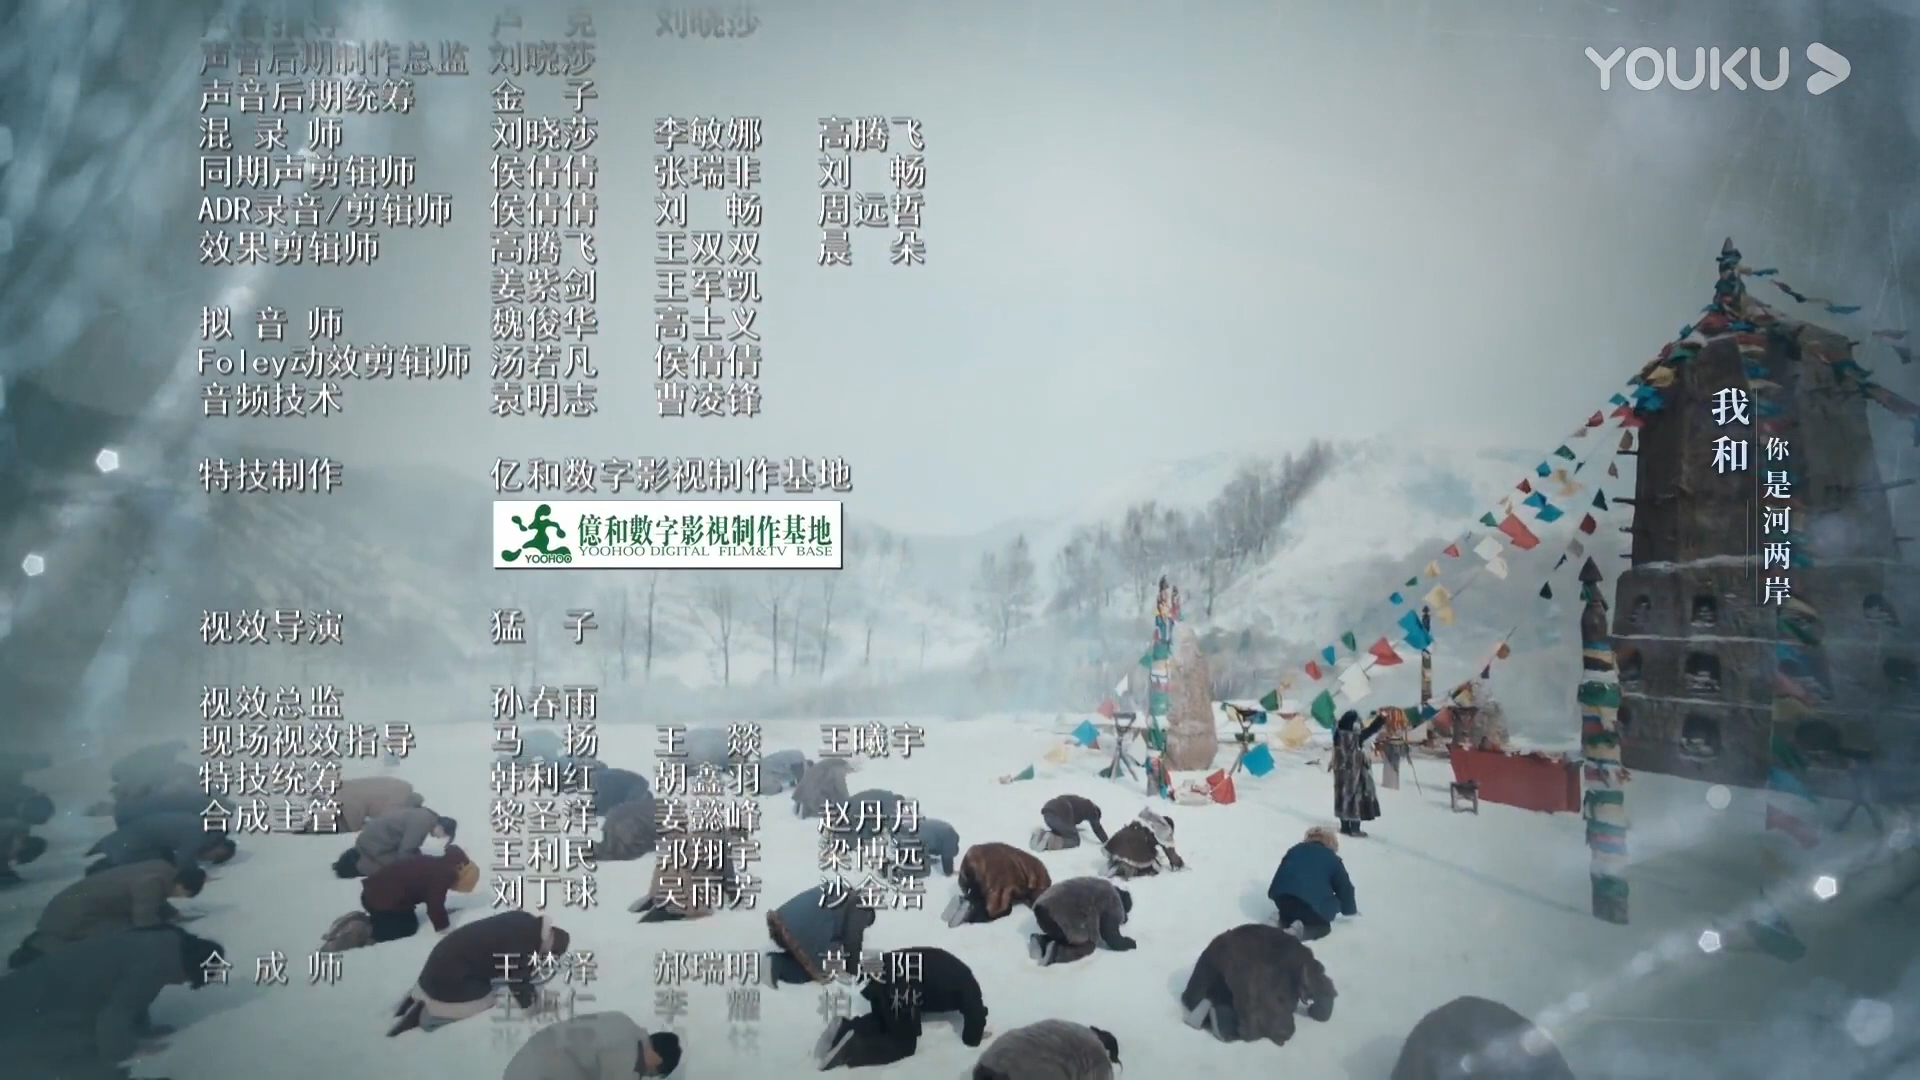 声音后期制作总监 刘晓莎
声音后期统筹 金 子
混 录 师 刘晓莎 李敏娜 高腾飞
同期声剪辑师 侯倩倩 张瑞非 刘 畅
ADR录音/剪辑师 侯倩倩 刘 畅 周远哲
效果剪辑师 高腾飞 王双双 晨 朵
姜紫剑 王军凯
拟 音 师 魏俊华 高士义
Foley动效剪辑师 汤若凡 侯倩倩
音频技术 袁明志 曹凌锋
特技制作 亿和数字影视制作基地
億和數字影視制作基地
YOOHOO DIGITAL FILM&TV BASE
YOOHOO
视效导演 猛 子
视效总监 孙春雨
现场视效指导 马 扬 王 燚 王曦宇
特技统筹 韩利红 胡鑫羽
合成主管 黎圣洋 姜懿峰 赵丹丹
王利民 郭翔宇 梁博远
刘丁球 吴雨芳 沙金浩
合 成 师 王梦泽 郝瑞明 莫晨阳
李 耀 柏 桦
YOUKU
我和
你是河两岸